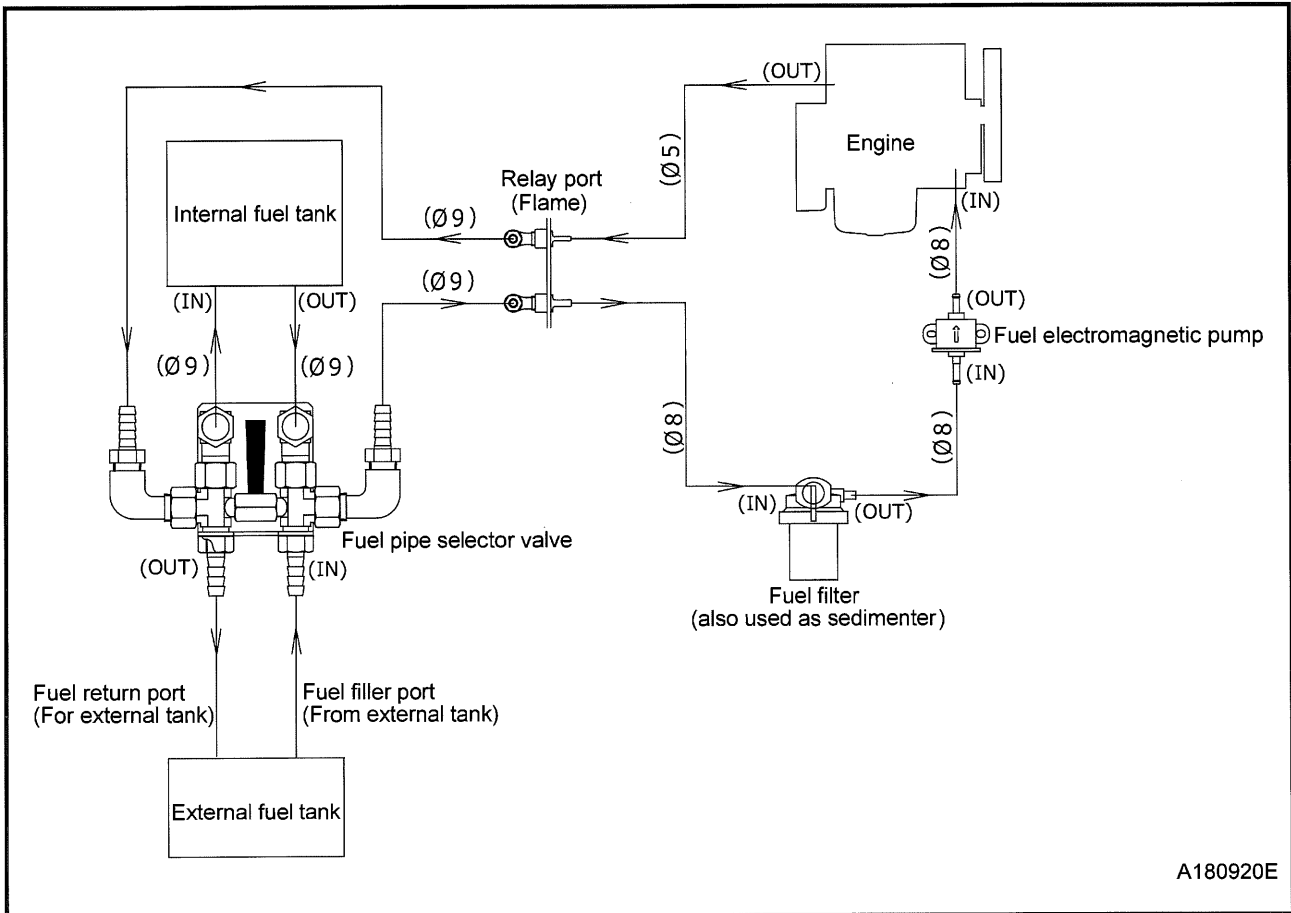 (OUT)
Engine
(Ø5)
Relay port
(Flame)
Internal fuel tank
(Ø9)
(IN)
(Ø8)
(Ø9)
(IN)
(OUT)
(OUT)
Fuel electromagnetic pump
(Ø9)
(Ø9)
(IN)
(Ø8)
(Ø8)
(IN)
(OUT)
Fuel pipe selector valve
(OUT)
(IN)
Fuel filter
(also used as sedimenter)
Fuel return port
(For external tank)
Fuel filler port
(From external tank)
External fuel tank
A180920E